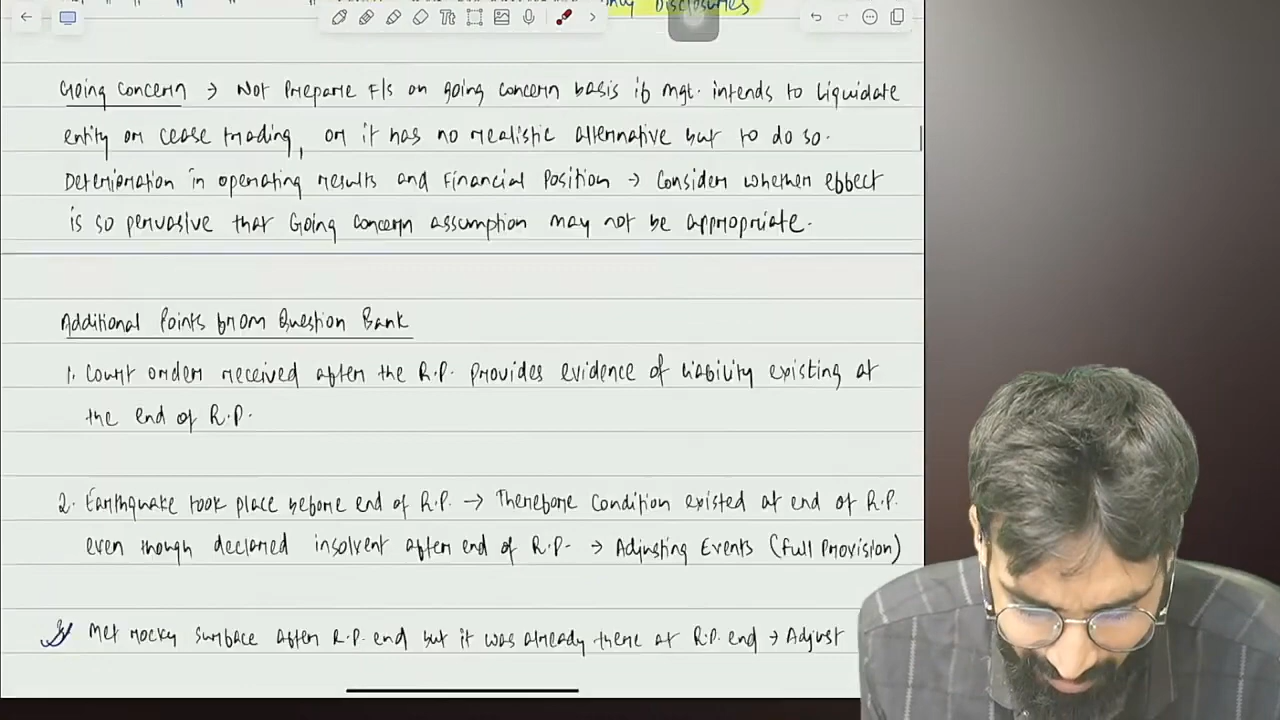 only Disclosures
Going Concern → Not Prepare F/s on going concern basis if mgt. intends to liquidate
entity or cease trading, or it has no realistic alternative but to do so.
Deterioration in operating results and Financial Position → Consider whether effect
is so pervasive that Going concern assumption may not be appropriate.
Additional Points from Question Bank
1. Court order received after the R.P. provides evidence of liability existing at
the end of R.P.
2. Earthquake took place before end of R.P. → Therefore condition existed at end of R.P.
even though declared insolvent after end of R.P. → Adjusting Events (Full Provision)
3. Met rocky surface after R.P. end but it was already there at R.P. end → Adjust